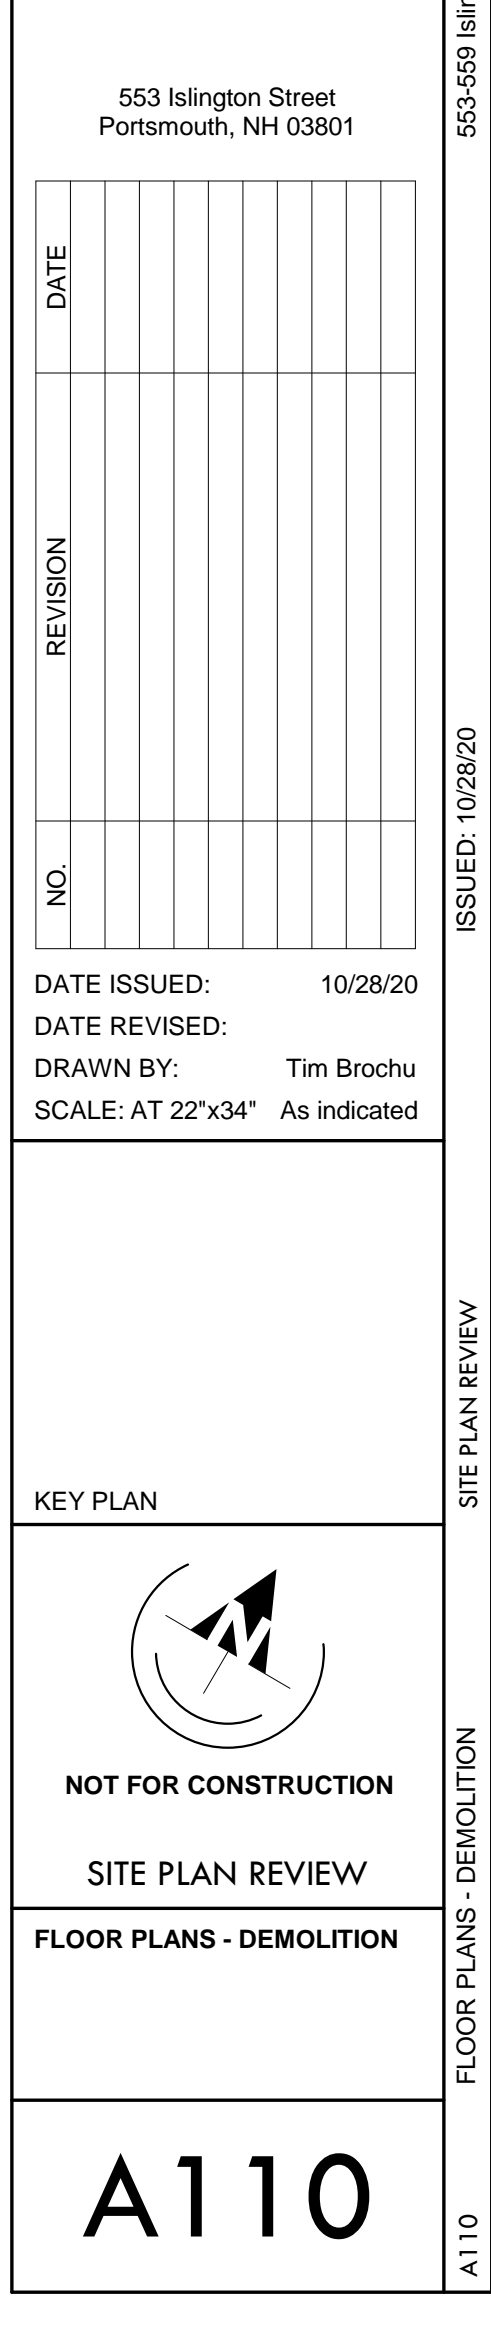 553 Islington Street
Portsmouth, NH 03801
DATE
REVISION
NO.
DATE ISSUED: 10/28/20
DATE REVISED:
DRAWN BY: Tim Brochu
SCALE: AT 22"x34" As indicated
KEY PLAN
N
NOT FOR CONSTRUCTION
SITE PLAN REVIEW
FLOOR PLANS - DEMOLITION
A110
553-559
ISSUED: 10/28/20
SITE PLAN REVIEW
FLOOR PLANS - DEMOLITION
A110